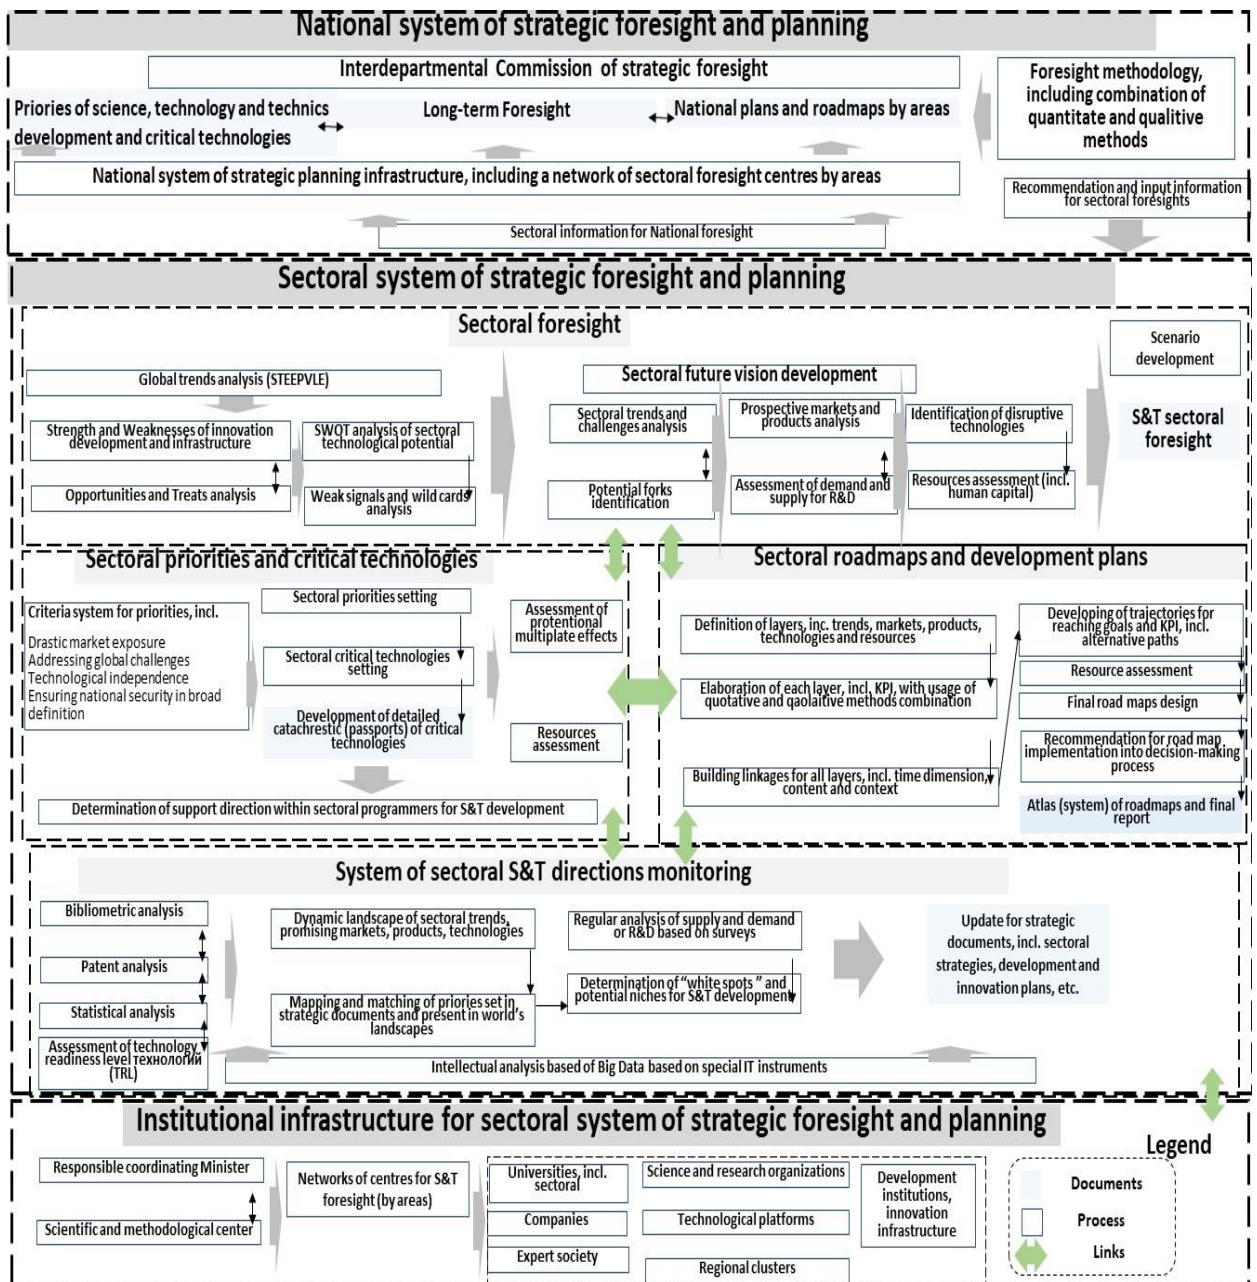 National system of strategic foresight and planning
Interdepartmental Commission of strategic foresight
Priories of science, technology and technics
development and critical technologies
Long-term Foresight
National plans and roadmaps by areas
Foresight methodology,
including combination of
quantitate and qualitive
methods
National system of strategic planning infrastructure, including a network of sectoral foresight centres by areas
Recommendation and input information
for sectoral foresights
Sectoral information for National foresight
Sectoral system of strategic foresight and planning
Sectoral foresight
Scenario
development
Global trends analysis (STEEPVLE)
Sectoral future vision development
Strength and Weaknesses of innovation
development and infrastructure
SWQT analysis of sectoral
technological potential
Sectoral trends and
challenges analysis
Prospective markets and
products analysis
Identification of disruptive
technologies
S&T sectoral
foresight
Opportunities and Treats analysis
Weak signals and wild cards
analysis
Potential forks
identification
Assessment of demand and
supply for R&D
Resources assessment (incl.
human capital)
Sectoral priorities and critical technologies
Criteria system for priorities, incl.
Drastic market exposure
Addressing global challenges
Technological independence
Ensuring national security in broad
definition
Sectoral priorities setting
Sectoral critical technologies
setting
Development of detailed
catachrestic (passports) of critical
technologies
Assessment of
protentional
multiplate effects
Resources
assessment
Determination of support direction within sectoral programmers for S&T development
Sectoral roadmaps and development plans
Definition of layers, inc. trends, markets, products,
technologies and resources
Elaboration of each layer, incl. KPI, with usage of
quotative and qaolaitive methods combination
Building linkages for all layers, incl. time dimension,
content and context
Developing of trajectories for
reaching goals and KPI, incl.
alternative paths
Resource assessment
Final road maps design
Recommendation for road map
implementation into decision-making
process
Atlas (system) of roadmaps and final
report
System of sectoral S&T directions monitoring
Bibliometric analysis
Patent analysis
Statistical analysis
Assessment of technology
readiness level технологий
(TRL)
Dynamic landscape of sectoral trends,
promising markets, products, technologies
Mapping and matching of priories set in
strategic documents and present in world's
landscapes
Regular analysis of supply and demand
or R&D based on surveys
Determination of "white spots " and
potential niches for S&T development
Update for strategic
documents, incl. sectoral
strategies, development and
innovation plans, etc.
Intellectual analysis based of Big Data based on special IT instruments
Institutional infrastructure for sectoral system of strategic foresight and planning
Responsible coordinating Minister
Scientific and methodological center
Networks of centres for S&T
foresight (by areas)
Universities, incl.
sectoral
Companies
Expert society
Science and research organizations
Technological platforms
Regional clusters
Development
institutions,
innovation
infrastructure
Legend
Documents
Process
Links